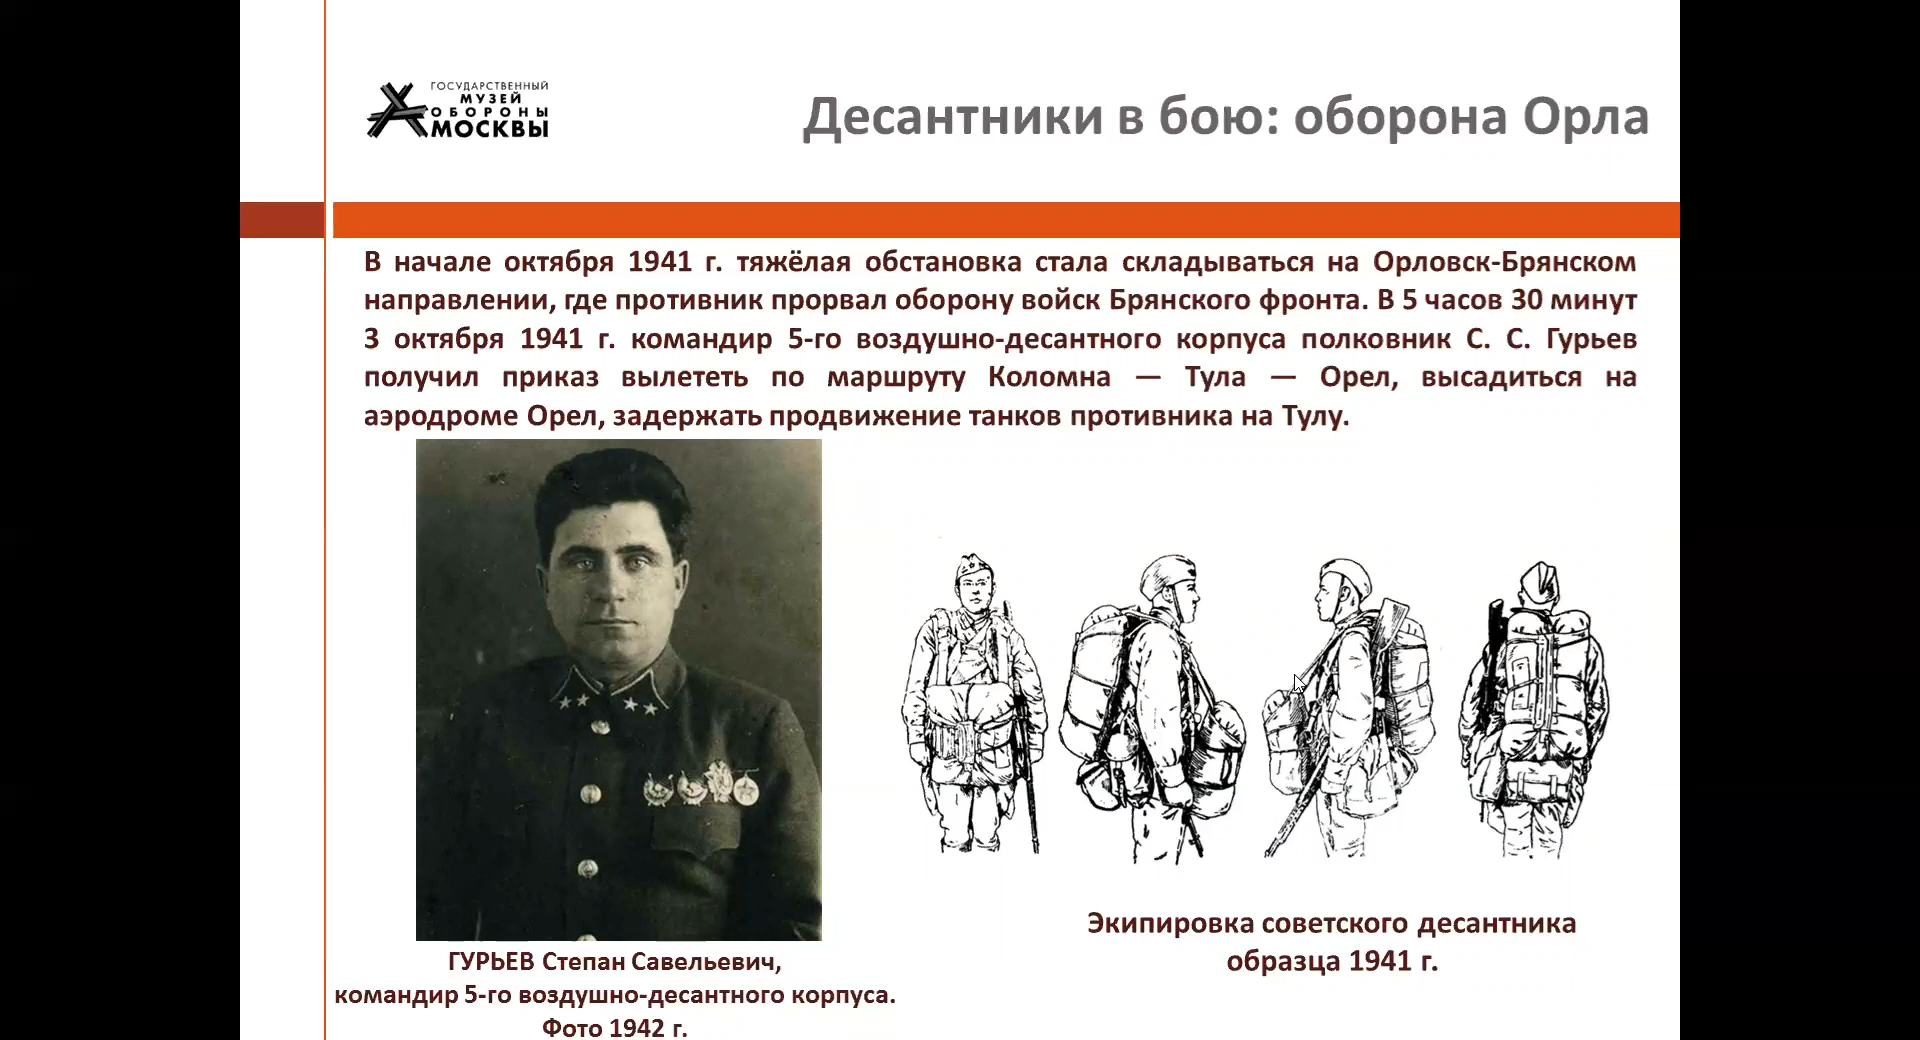 ГОСУДАРСТВЕННЫЙ
МУЗЕЙ
ОБОРОНЫ
МОСКВЫ
Десантники в бою: оборона Орла
В начале октября 1941 г. тяжёлая обстановка стала складываться на Орловск-Брянском
направлении, где противник прорвал оборону войск Брянского фронта. В 5 часов 30 минут
3 октября 1941 г. командир 5-го воздушно-десантного корпуса полковник С. С. Гурьев
получил приказ вылететь по маршруту Коломна — Тула — Орел, высадиться на
аэродроме Орел, задержать продвижение танков противника на Тулу.
ГУРЬЕВ Степан Савельевич,
командир 5-го воздушно-десантного корпуса.
Фото 1942 г.
Экипировка советского десантника
образца 1941 г.